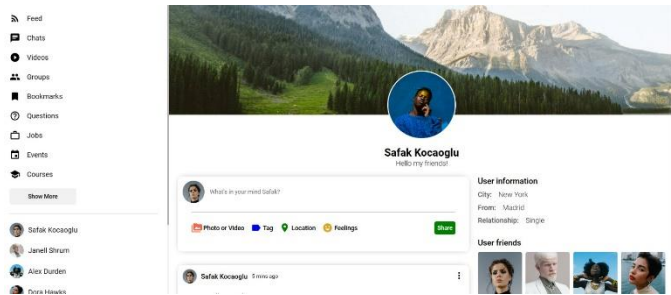 Feed
Chats
Videos
Groups
Bookmarks
Questions
Jobs
Events
Courses
Show More
Safak Kocaoglu
Janell Shrum
Alex Durden
Dora Hawks
Safak Kocaoglu
Hello my friends!
What's in your mind Safak?
Photo or Video Tag Location Feelings Share
Safak Kocaoglu 5 mins ago
User information
City: New York
From: Madrid
Relationship: Single
User friends